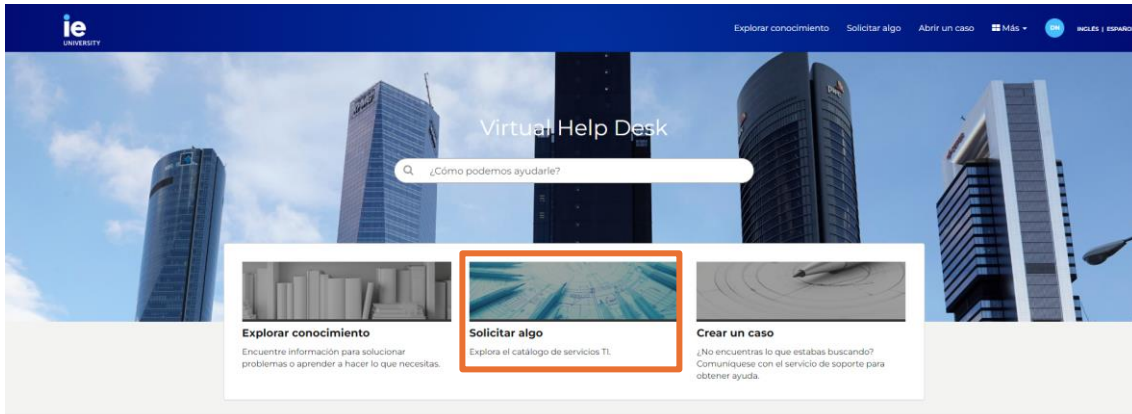 ie
UNIVERSITY
Explorar conocimiento Solicitar algo Abrir un caso Más DN INGLÉS | ESPAÑO
Virtual Help Desk
¿Cómo podemos ayudarle?
Explorar conocimiento
Encuentre información para solucionar
problemas o aprender a hacer lo que necesitas.
Solicitar algo
Explora el catálogo de servicios TI.
Crear un caso
¿No encuentras lo que estabas buscando?
Comuníquese con el servicio de soporte para
obtener ayuda.